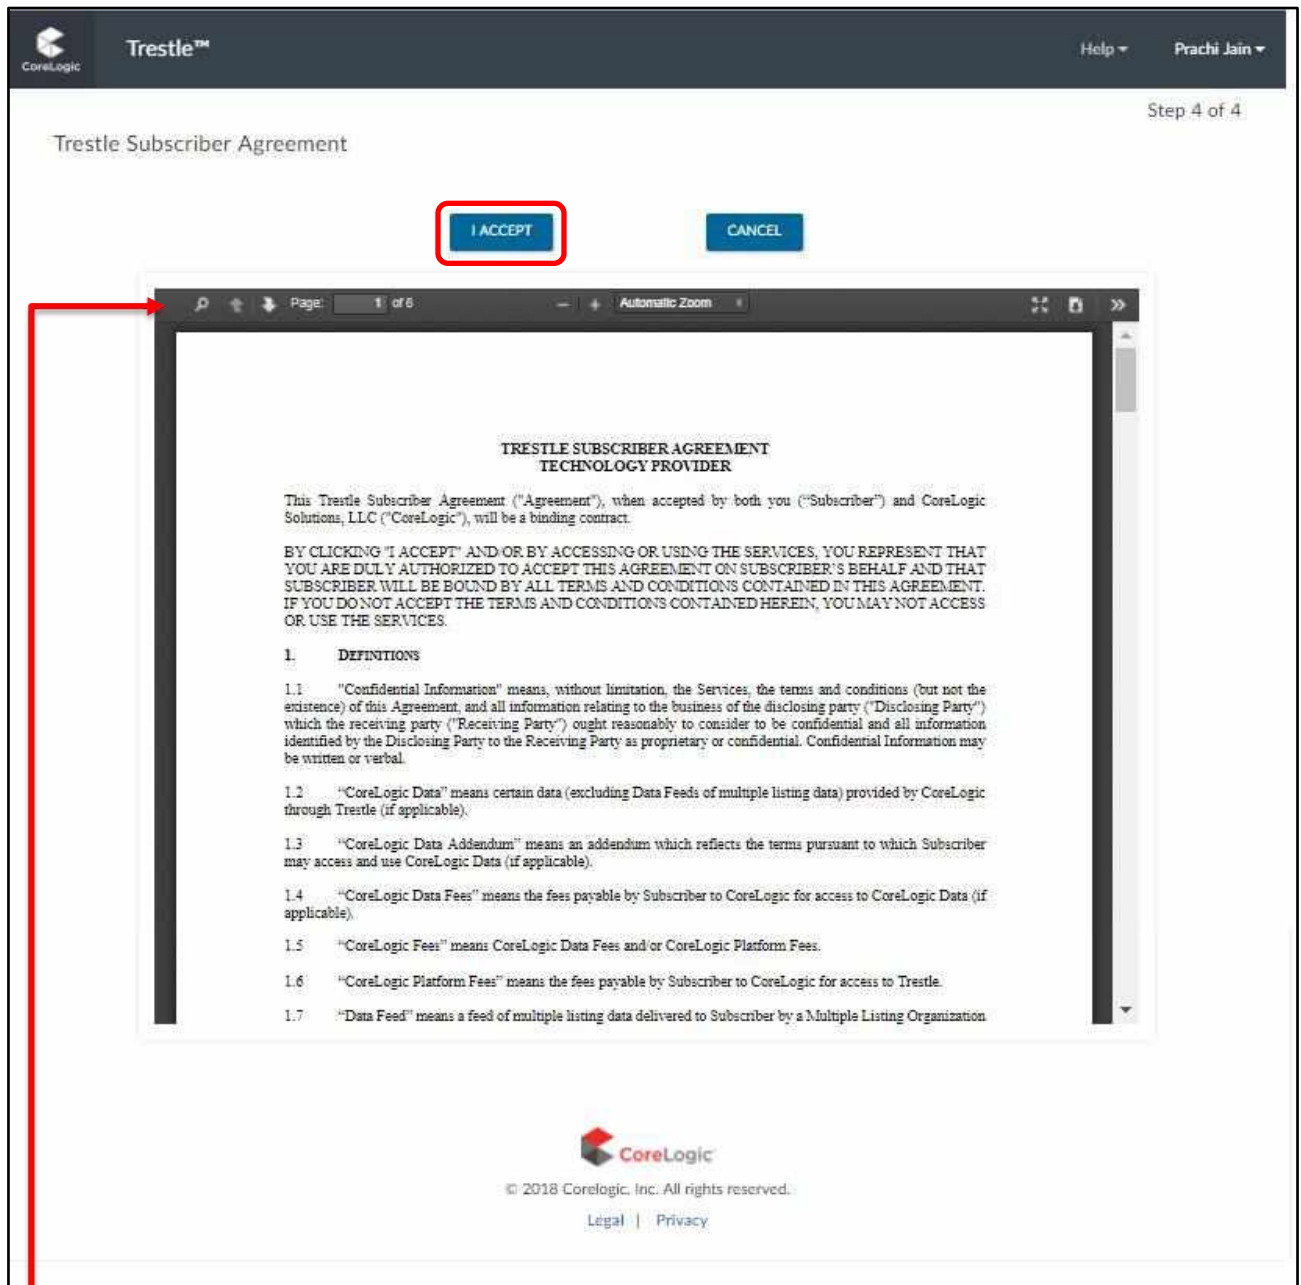 CoreLogic
Trestle™
Help
Prachi Jain
Step 4 of 4
Trestle Subscriber Agreement
I ACCEPT
CANCEL
Page: 1 of 6
Automatic Zoom
TRESTLE SUBSCRIBER AGREEMENT
TECHNOLOGY PROVIDER
This Trestle Subscriber Agreement ("Agreement"), when accepted by both you (“Subscriber”) and CoreLogic
Solutions, LLC ("CoreLogic"), will be a binding contract.
BY CLICKING "I ACCEPT" AND/OR BY ACCESSING OR USING THE SERVICES, YOU REPRESENT THAT
YOU ARE DULY AUTHORIZED TO ACCEPT THIS AGREEMENT ON SUBSCRIBER’S BEHALF AND THAT
SUBSCRIBER WILL BE BOUND BY ALL TERMS AND CONDITIONS CONTAINED IN THIS AGREEMENT.
IF YOU DO NOT ACCEPT THE TERMS AND CONDITIONS CONTAINED HEREIN, YOU MAY NOT ACCESS
OR USE THE SERVICES.
1. DEFINITIONS
1.1 "Confidential Information" means, without limitation, the Services, the terms and conditions (but not the
existence) of this Agreement, and all information relating to the business of the disclosing party ("Disclosing Party")
which the receiving party ("Receiving Party") ought reasonably to consider to be confidential and all information
identified by the Disclosing Party to the Receiving Party as proprietary or confidential. Confidential Information may
be written or verbal.
1.2 “CoreLogic Data” means certain data (excluding Data Feeds of multiple listing data) provided by CoreLogic
through Trestle (if applicable).
1.3 “CoreLogic Data Addendum” means an addendum which reflects the terms pursuant to which Subscriber
may access and use CoreLogic Data (if applicable).
1.4 “CoreLogic Data Fees” means the fees payable by Subscriber to CoreLogic for access to CoreLogic Data (if
applicable).
1.5 “CoreLogic Fees” means CoreLogic Data Fees and/or CoreLogic Platform Fees.
1.6 “CoreLogic Platform Fees” means the fees payable by Subscriber to CoreLogic for access to Trestle.
1.7 “Data Feed” means a feed of multiple listing data delivered to Subscriber by a Multiple Listing Organization
CoreLogic
© 2018 Corelogic, Inc. All rights reserved.
Legal | Privacy